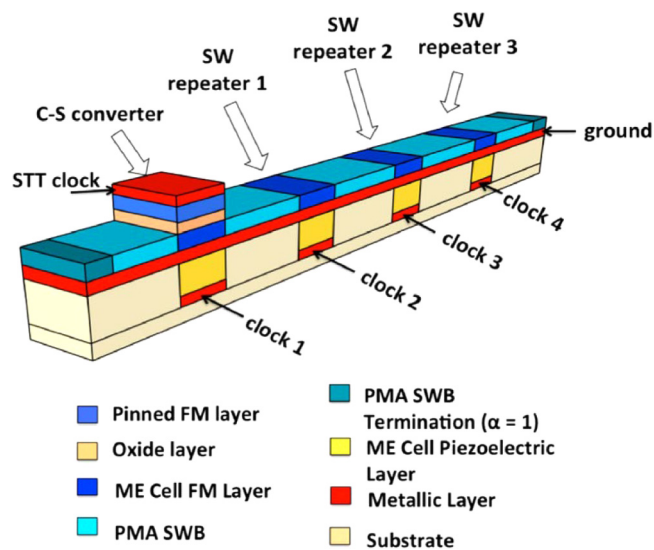 SW
repeater 3
SW
repeater 2
SW
repeater 1
C-S converter
STT clock
ground
clock 4
clock 3
clock 2
clock 1
Pinned FM layer
Oxide layer
ME Cell FM Layer
PMA SWB
PMA SWB
Termination (α = 1)
ME Cell Piezoelectric
Layer
Metallic Layer
Substrate